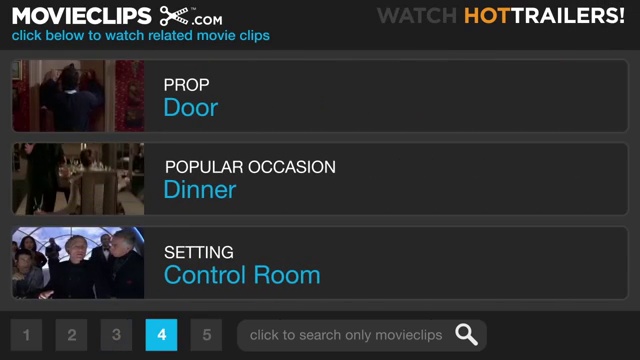 MOVIECLIPS .COM™
WATCH HOTTRAILERS!
click below to watch related movie clips
PROP
Door
POPULAR OCCASION
Dinner
SETTING
Control Room
1 2 3 4 5
click to search only movieclips